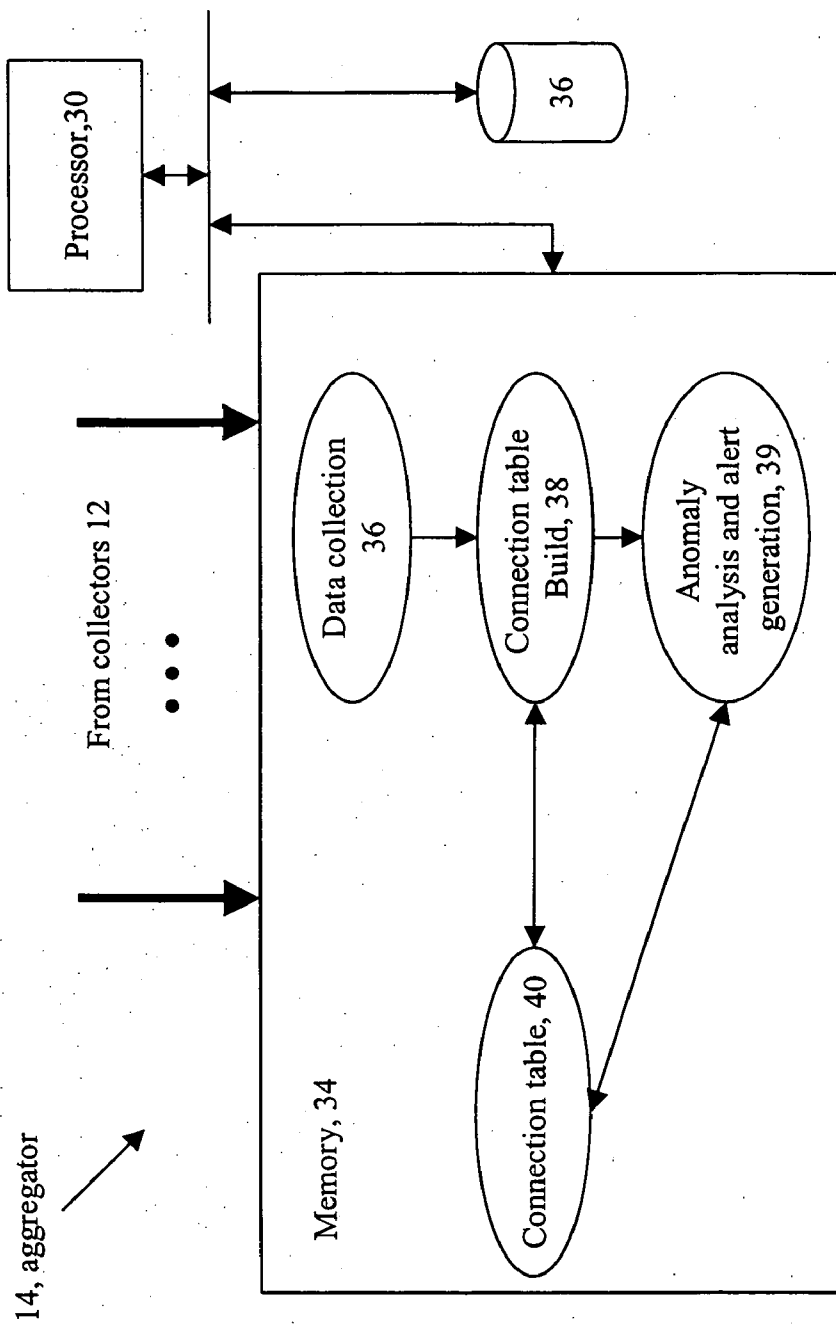 14, aggregator
From collectors 12
Memory, 34
Data collection
36
Connection table, 40
Connection table
Build, 38
Anomaly
analysis and alert
generation, 39
Processor,30
36